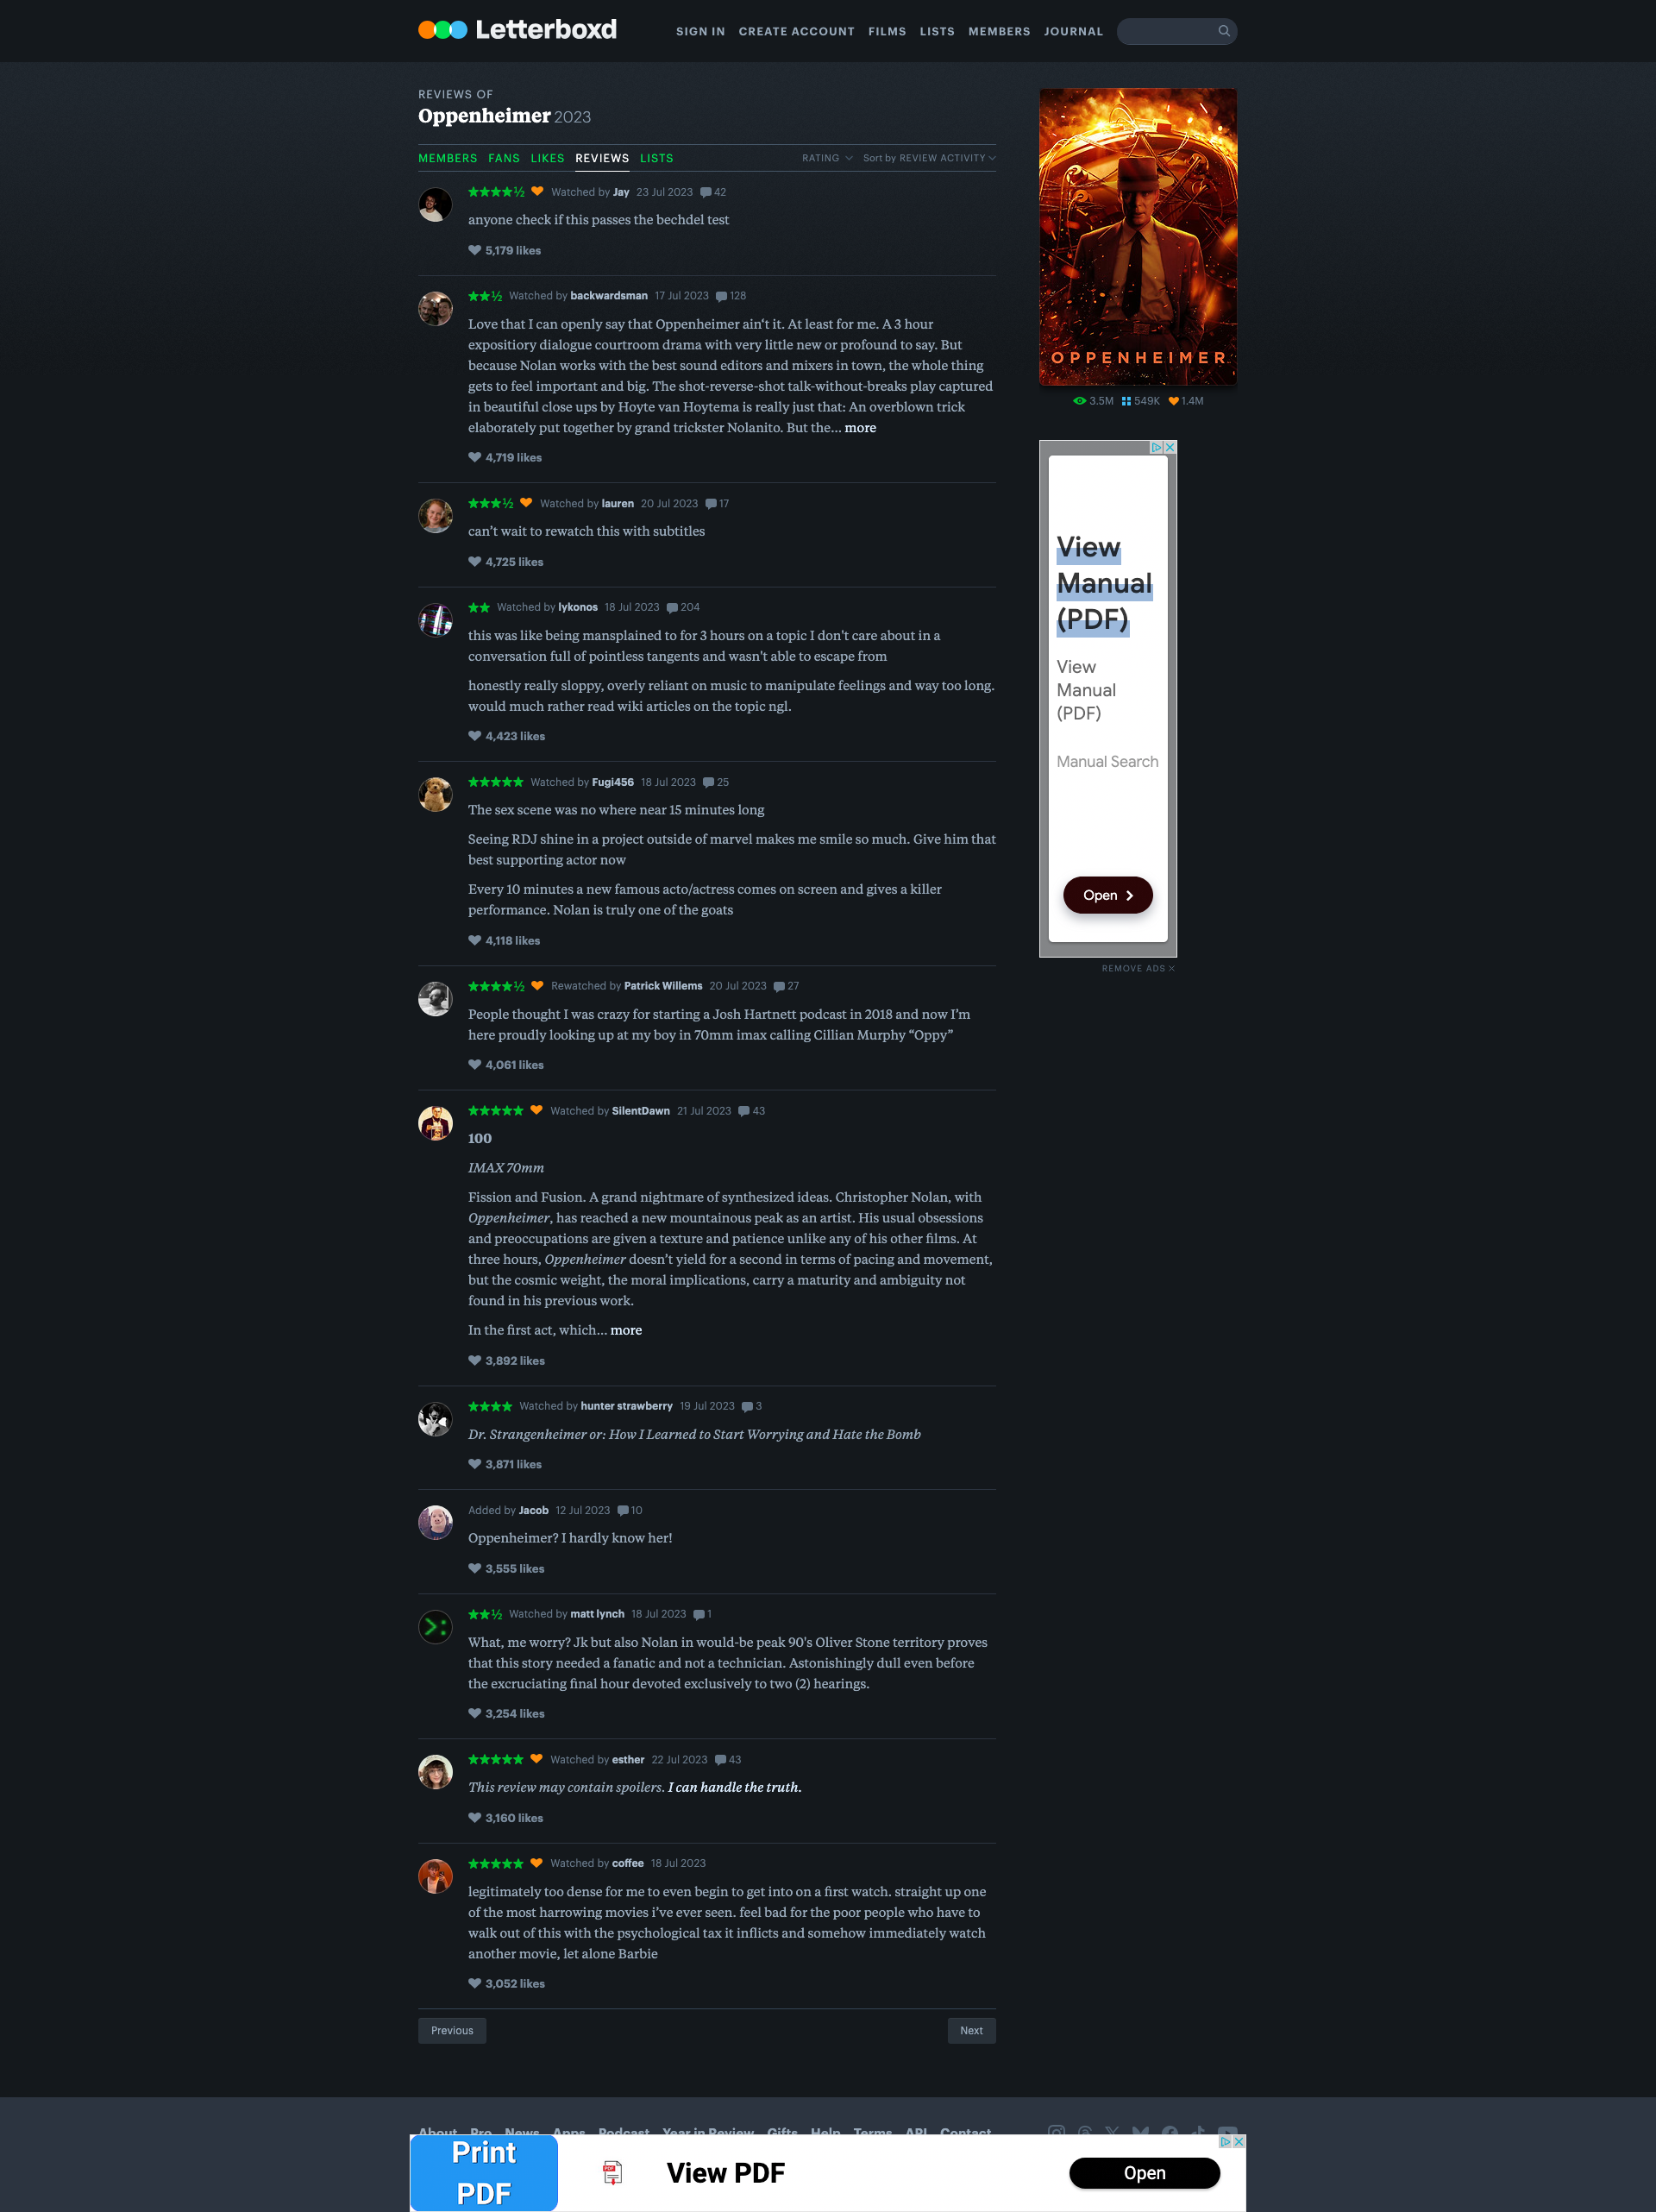 Letterboxd
SIGN IN CREATE ACCOUNT FILMS LISTS MEMBERS JOURNAL
REVIEWS OF
Oppenheimer 2023
MEMBERS FANS LIKES REVIEWS LISTS RATING Sort by REVIEW ACTIVITY
★★★★½ Watched by Jay 23 Jul 2023 42
anyone check if this passes the bechdel test
5,179 likes
★★½ Watched by backwardsman 17 Jul 2023 128
Love that I can openly say that Oppenheimer ain‘t it. At least for me. A 3 hour
expositiory dialogue courtroom drama with very little new or profound to say. But
because Nolan works with the best sound editors and mixers in town, the whole thing
gets to feel important and big. The shot-reverse-shot talk-without-breaks play captured
in beautiful close ups by Hoyte van Hoytema is really just that: An overblown trick
elaborately put together by grand trickster Nolanito. But the… more
4,719 likes
★★★½ Watched by lauren 20 Jul 2023 17
can’t wait to rewatch this with subtitles
4,725 likes
★★ Watched by lykonos 18 Jul 2023 204
this was like being mansplained to for 3 hours on a topic I don't care about in a
conversation full of pointless tangents and wasn't able to escape from
honestly really sloppy, overly reliant on music to manipulate feelings and way too long.
would much rather read wiki articles on the topic ngl.
4,423 likes
★★★★★ Watched by Fugi456 18 Jul 2023 25
The sex scene was no where near 15 minutes long
Seeing RDJ shine in a project outside of marvel makes me smile so much. Give him that
best supporting actor now
Every 10 minutes a new famous acto/actress comes on screen and gives a killer
performance. Nolan is truly one of the goats
4,118 likes
★★★★½ Rewatched by Patrick Willems 20 Jul 2023 27
People thought I was crazy for starting a Josh Hartnett podcast in 2018 and now I’m
here proudly looking up at my boy in 70mm imax calling Cillian Murphy “Oppy”
4,061 likes
★★★★★ Watched by SilentDawn 21 Jul 2023 43
100
IMAX 70mm
Fission and Fusion. A grand nightmare of synthesized ideas. Christopher Nolan, with
Oppenheimer, has reached a new mountainous peak as an artist. His usual obsessions
and preoccupations are given a texture and patience unlike any of his other films. At
three hours, Oppenheimer doesn’t yield for a second in terms of pacing and movement,
but the cosmic weight, the moral implications, carry a maturity and ambiguity not
found in his previous work.
In the first act, which… more
3,892 likes
★★★★ Watched by hunter strawberry 19 Jul 2023 3
Dr. Strangenheimer or: How I Learned to Start Worrying and Hate the Bomb
3,871 likes
Added by Jacob 12 Jul 2023 10
Oppenheimer? I hardly know her!
3,555 likes
★★½ Watched by matt lynch 18 Jul 2023 1
What, me worry? Jk but also Nolan in would-be peak 90's Oliver Stone territory proves
that this story needed a fanatic and not a technician. Astonishingly dull even before
the excruciating final hour devoted exclusively to two (2) hearings.
3,254 likes
★★★★★ Watched by esther 22 Jul 2023 43
This review may contain spoilers. I can handle the truth.
3,160 likes
★★★★★ Watched by coffee 18 Jul 2023
legitimately too dense for me to even begin to get into on a first watch. straight up one
of the most harrowing movies i’ve ever seen. feel bad for the poor people who have to
walk out of this with the psychological tax it inflicts and somehow immediately watch
another movie, let alone Barbie
3,052 likes
Previous Next
OPPENHEIMER
3.5M 549K 1.4M
View
Manual
(PDF)
View
Manual
(PDF)
Manual Search
Open
REMOVE ADS
About Pro News Apps Podcast Year in Review Gifts Help Terms API Contact
Print
PDF
PDF
View PDF
Open